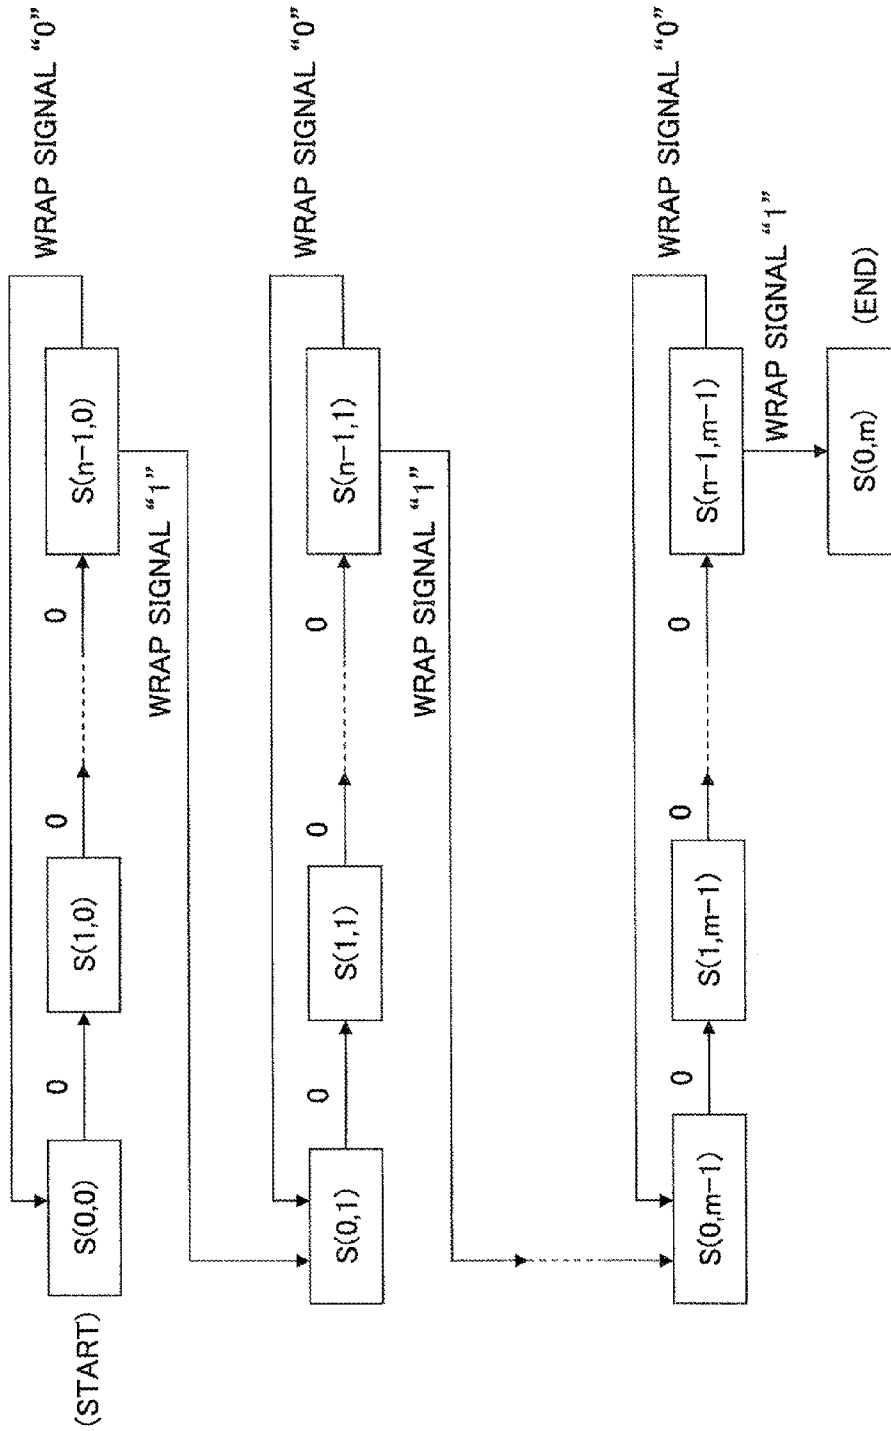 WRAP SIGNAL “0”
(START)
S(0,0)
0
S(1,0)
0
0
S(n-1,0)
WRAP SIGNAL “1”
WRAP SIGNAL “0”
S(0,1)
0
S(1,1)
0
0
S(n-1,1)
WRAP SIGNAL “1”
WRAP SIGNAL “0”
S(0,m-1)
0
S(1,m-1)
0
0
S(n-1,m-1)
WRAP SIGNAL “1”
S(0,m)
(END)